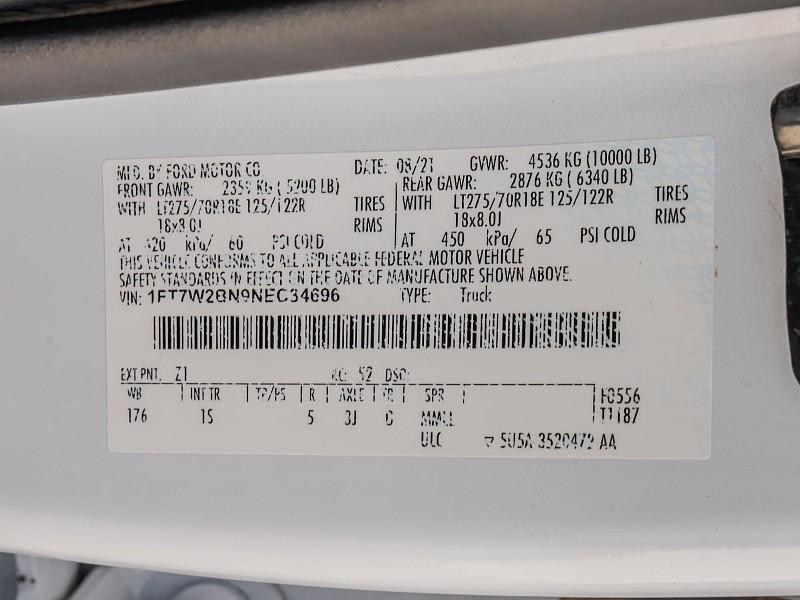 MFD. BY FORD MOTOR CO. DATE: 08/21 GVWR: 4536 KG (10000 LB)
FRONT GAWR: 2359 KG ( 5200 LB) REAR GAWR: 2876 KG ( 6340 LB)
WITH LT275/70R18E 125/122R TIRES WITH LT275/70R18E 125/122R TIRES
18x8.0J RIMS 18x8.0J RIMS
AT 420 kPa/ 60 PSI COLD AT 450 kPa/ 65 PSI COLD
THIS VEHICLE CONFORMS TO ALL APPLICABLE FEDERAL MOTOR VEHICLE
SAFETY STANDARDS IN EFFECT ON THE DATE OF MANUFACTURE SHOWN ABOVE.
VIN: TYPE: Truck
EXT PNT: Z1 RC: 52 DSO:
WB INT TR TP/PS R AXLE TR SPR
176 1S 5 3J
ULC 5U5A 3520472 AA